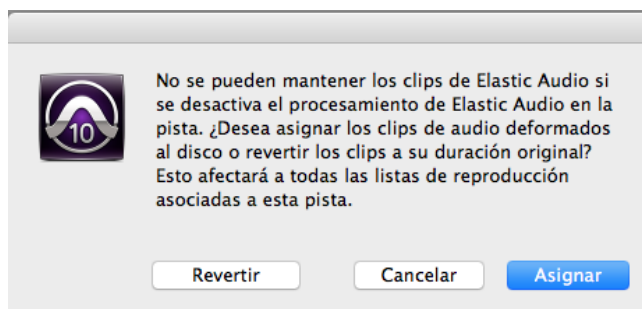 No se pueden mantener los clips de Elastic Audio si
se desactiva el procesamiento de Elastic Audio en la
pista. ¿Desea asignar los clips de audio deformados
al disco o revertir los clips a su duración original?
Esto afectará a todas las listas de reproducción
asociadas a esta pista.
10
Revertir Cancelar Asignar